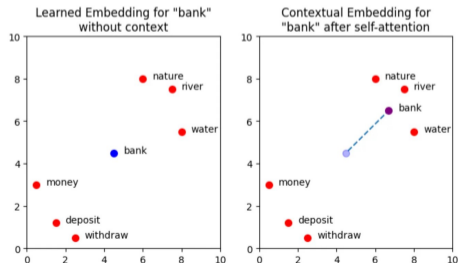 Learned Embedding for "bank"
without context
10
8
6
4
2
0
0 2 4 6 8 10
nature
river
water
bank
money
deposit
withdraw
Contextual Embedding for
"bank" after self-attention
10
8
6
4
2
0
0 2 4 6 8 10
nature
river
bank
water
money
deposit
withdraw